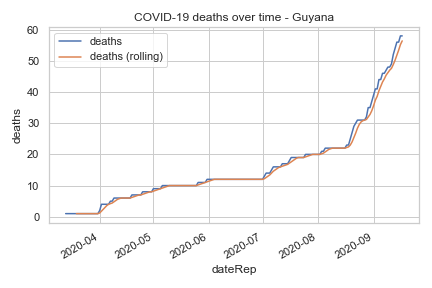 COVID-19 deaths over time - Guyana
deaths
deaths (rolling)
60
50
40
30
20
10
0
deaths
2020-04
2020-05
2020-06
2020-07
2020-08
2020-09
dateRep